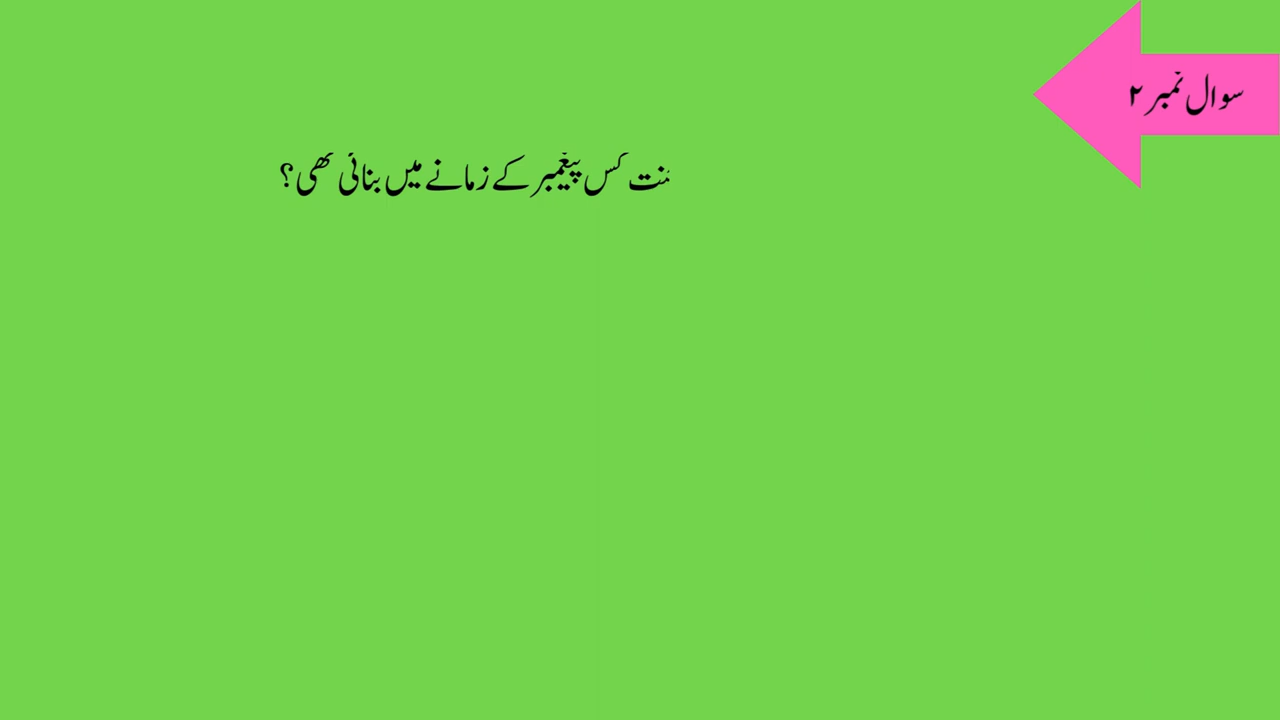 سوال نمبر ۲
کس پیغمبر کے زمانے میں بنائی تھی؟